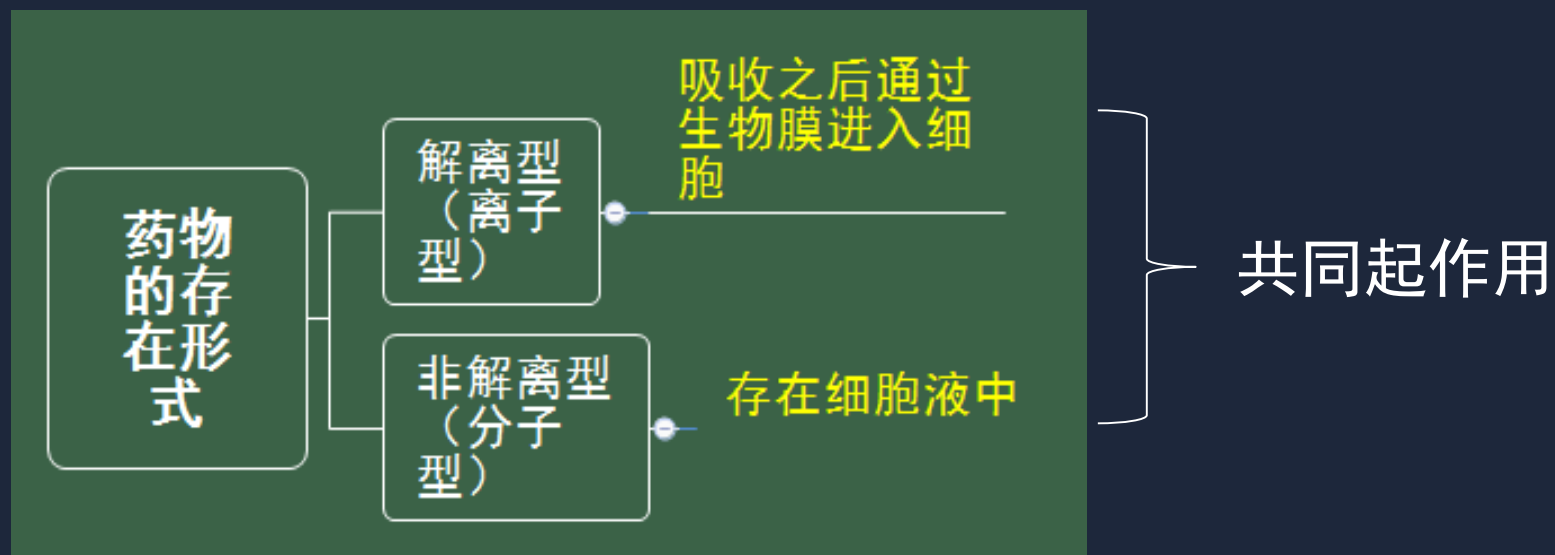 药物
的存
在形
式
解离型
（离子
型）
吸收之后通过
生物膜进入细
胞
非解离型
（分子
型）
存在细胞液中
共同起作用